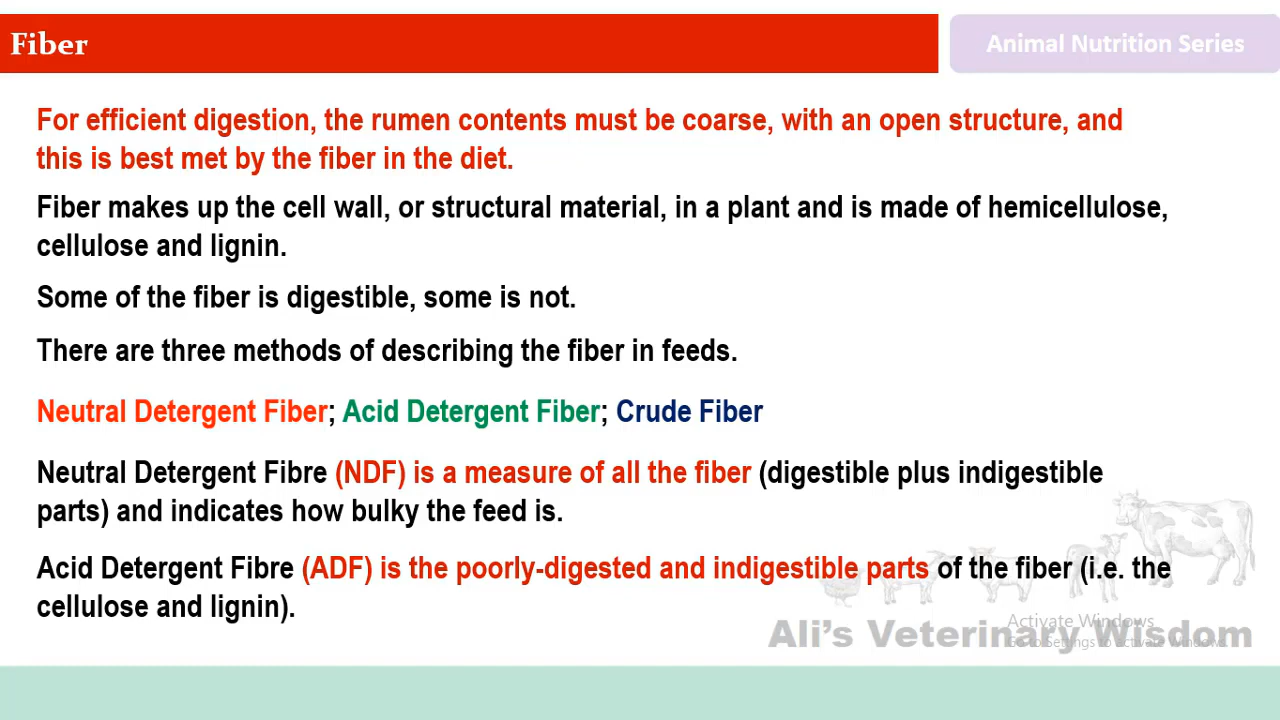 Fiber
Animal Nutrition Series
For efficient digestion, the rumen contents must be coarse, with an open structure, and
this is best met by the fiber in the diet.
Fiber makes up the cell wall, or structural material, in a plant and is made of hemicellulose,
cellulose and lignin.
Some of the fiber is digestible, some is not.
There are three methods of describing the fiber in feeds.
Neutral Detergent Fiber; Acid Detergent Fiber; Crude Fiber
Neutral Detergent Fibre (NDF) is a measure of all the fiber (digestible plus indigestible
parts) and indicates how bulky the feed is.
Acid Detergent Fibre (ADF) is the poorly-digested and indigestible parts of the fiber (i.e. the
cellulose and lignin).
Activate Windows
Ali's Veterinary Wisdom
Go to Settings to Activate Windows.